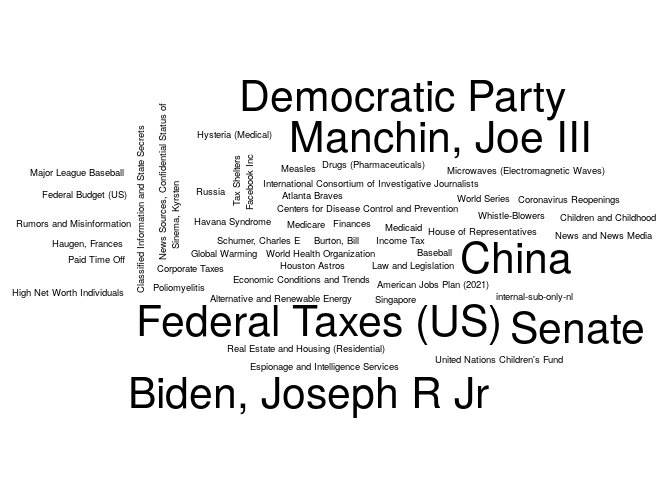 Democratic Party
Manchin, Joe III
Hysteria (Medical)
Classified Information and State Secrets
News Sources, Confidential Status of
Sinema, Kyrsten
Tax Shelters
Facebook Inc
Measles
Drugs (Pharmaceuticals)
Microwaves (Electromagnetic Waves)
Major League Baseball
International Consortium of Investigative Journalists
Russia
Federal Budget (US)
Atlanta Braves
World Series
Coronavirus Reopenings
Centers for Disease Control and Prevention
Whistle-Blowers
Children and Childhood
Rumors and Misinformation
Havana Syndrome
Medicare
Finances
Medicaid
House of Representatives
News and News Media
Haugen, Frances
Schumer, Charles E
Burton, Bill
Income Tax
Global Warming
World Health Organization
Baseball
China
Paid Time Off
Corporate Taxes
Houston Astros
Law and Legislation
Economic Conditions and Trends
American Jobs Plan (2021)
Poliomyelitis
High Net Worth Individuals
Alternative and Renewable Energy
Singapore
internal-sub-only-nl
Federal Taxes (US)
Senate
Real Estate and Housing (Residential)
United Nations Children's Fund
Espionage and Intelligence Services
Biden, Joseph R Jr